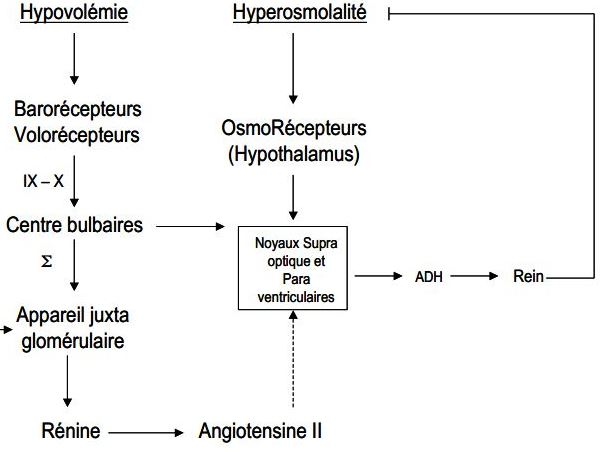 Hypovolémie
Hyperosmolalité
Barorécepteurs
Volorécepteurs
OsmoRécepteurs
(Hypothalamus)
IX – X
Centre bulbaires
Noyaux Supra
optique et
Para
ventriculaires
ADH
Rein
Σ
Appareil juxta
glomérulaire
Rénine
Angiotensine II